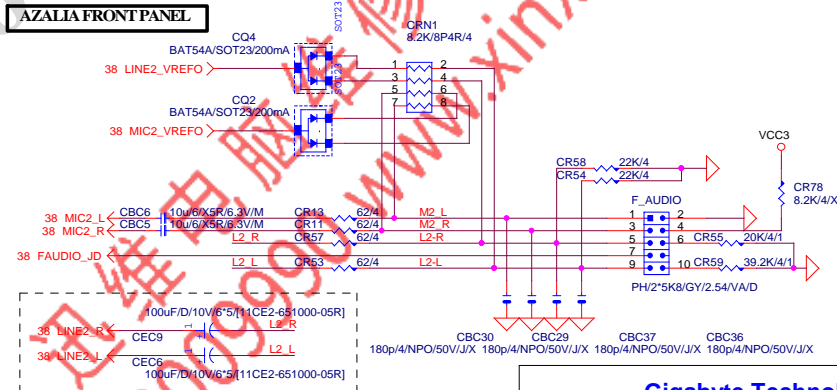 AZALIA FRONT PANEL
SOT23
CQ4
BAT54A/SOT23/200mA
38 LINE2_VREFO
SOT23
CQ2
BAT54A/SOT23/200mA
38 MIC2_VREFO
CRN1
8.2K/8P4R/4
1 2
3 4
5 6
7 8
VCC3
CR58 22K/4
CR54 22K/4
CR78
8.2K/4/X
F_AUDIO
38 MIC2_L CBC6 10u/6/X5R/6.3V/M CR13 62/4 M2_L 1 2
38 MIC2_R CBC5 10u/6/X5R/6.3V/M CR11 62/4 M2_R 3 4
L2_R CR57 62/4 L2-R 5 6 CR55 20K/4/1
38 FAUDIO_JD 7
L2_L CR53 62/4 L2-L 9 10 CR59 39.2K/4/1
PH/2*5K8/GY/2.54/VA/D
100uF/D/10V/6*5/[11CE2-651000-05R]
38 LINE2_R CEC9 1 L2_R
38 LINE2_L CEC6 1 L2_L
100uF/D/10V/6*5/[11CE2-651000-05R]
CBC30 CBC29 CBC37 CBC36
180p/4/NPO/50V/J/X 180p/4/NPO/50V/J/X 180p/4/NPO/50V/J/X 180p/4/NPO/50V/J/X